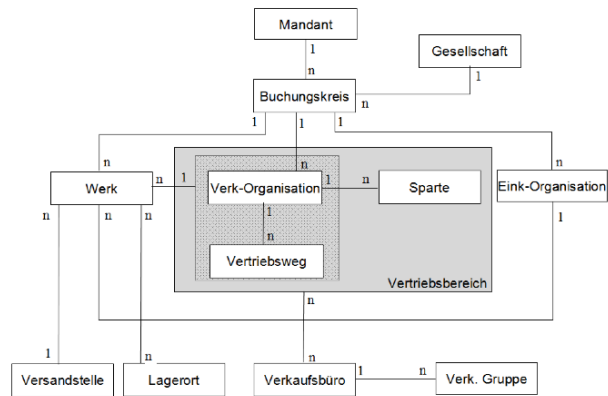 Mandant
1
Gesellschaft
n
1
Buchungskreis
n
1 1 1
n n n
Werk n 1 Verk-Organisation 1 n Sparte Eink-Organisation
n n n 1 1
n
Vertriebsweg
Vertriebsbereich
n
1 n n
Versandstelle Lagerort Verkaufsbüro 1 n Verk. Gruppe